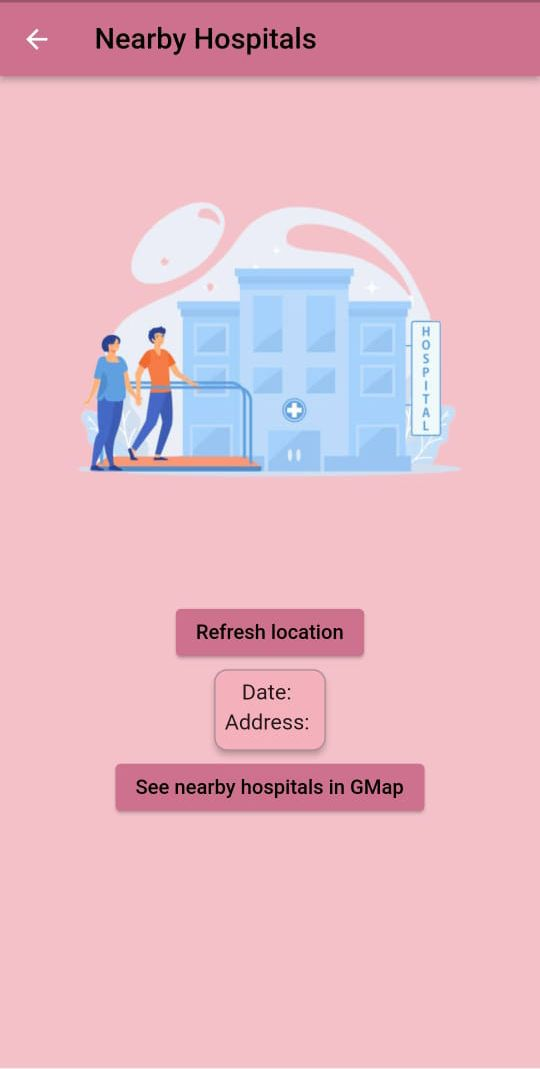 Nearby Hospitals
HOSPITAL
Refresh location
Date:
Address:
See nearby hospitals in GMap